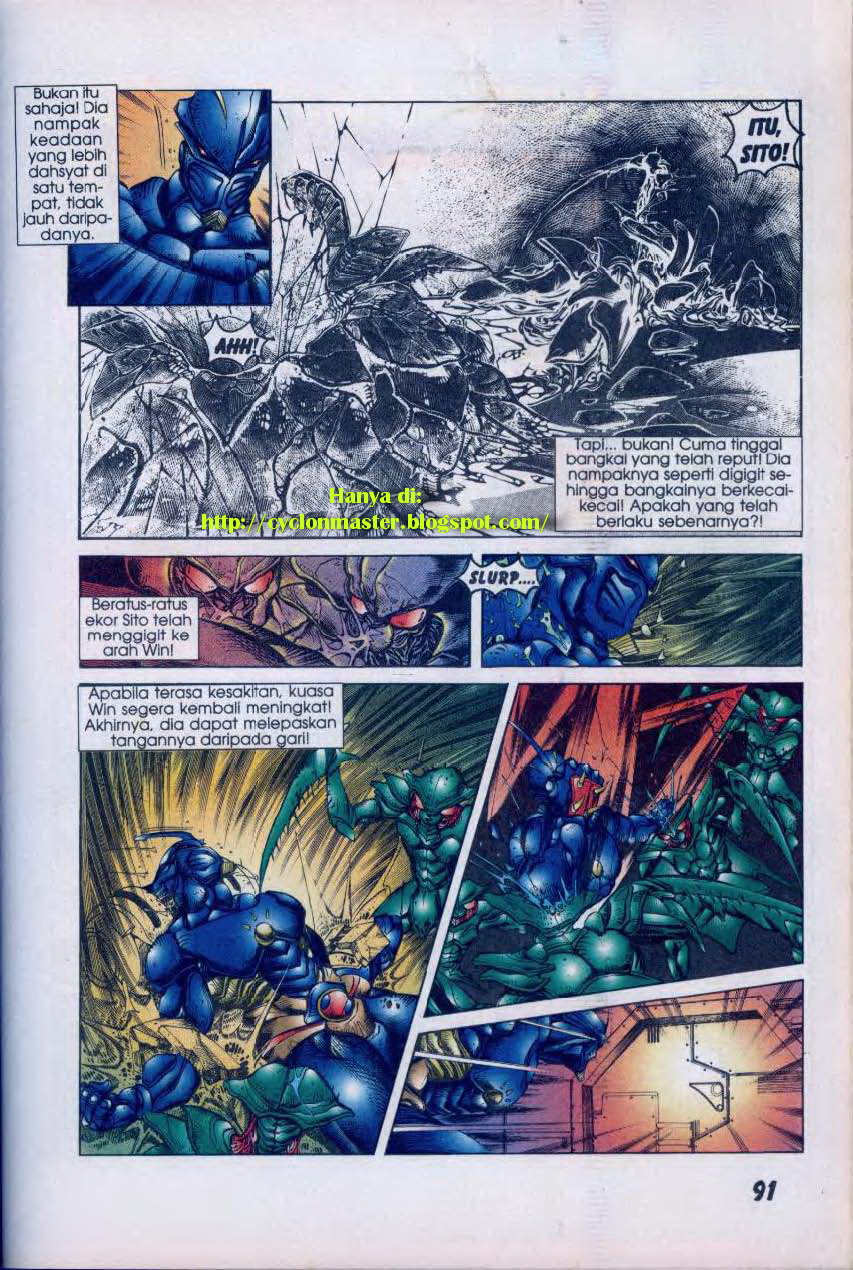 Bukan itu
sahaja! Dia
nampak
keadaan
yang lebih
dahsyat di
satu tem-
pat, tidak
jauh daripa-
danya.
ITU,
SITO!
AHH!
Tapi... bukan! Cuma tinggal
bangkai yang telah reput! Dia
nampaknya seperti digigit se-
hingga bangkainya berkecai-
kecai! Apakah yang telah
berlaku sebenarnya?!
Hanya di:
http://cyclonmaster.blogspot.com/
Beratus-ratus
ekor Sito telah
menggigit ke
arah Win!
SLURP....
Apabila terasa kesakitan, kuasa
Win segera kembali meningkat!
Akhirnya, dia dapat melepaskan
tangannya daripada gari!
91